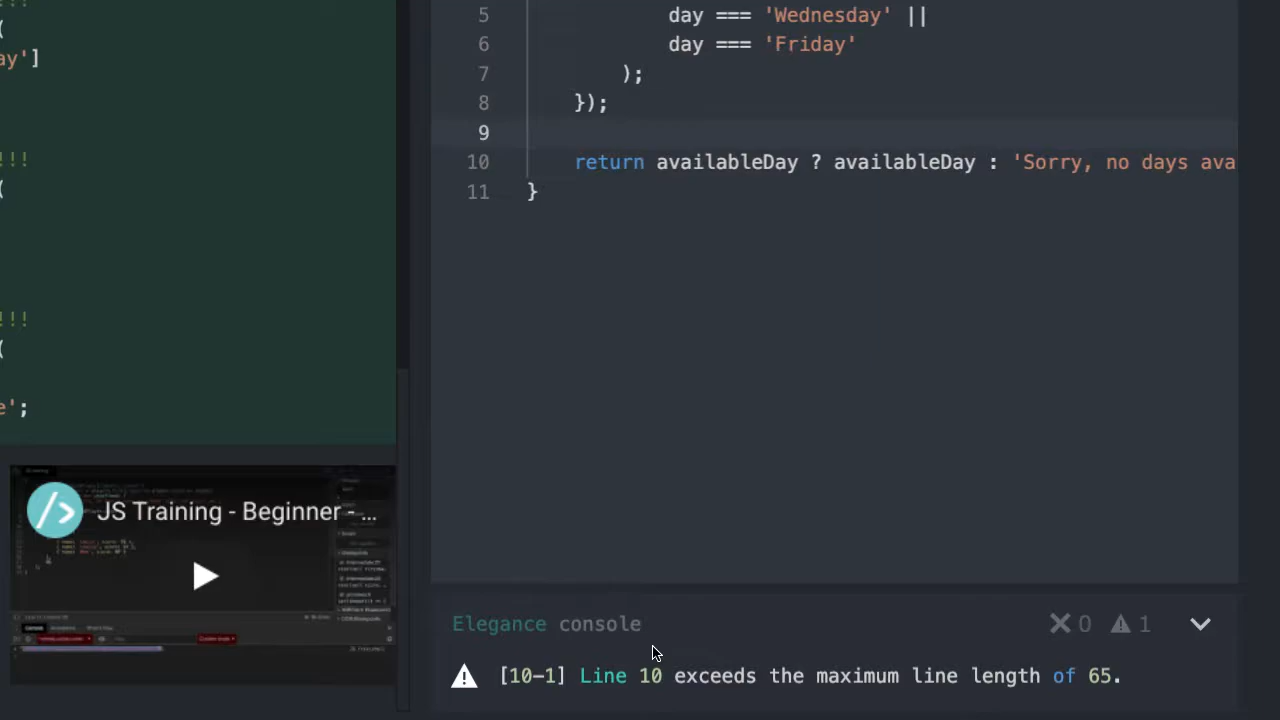 !!!
(
ay']
!!!
(
!!!
(
e';
5 day === 'Wednesday' ||
6 day === 'Friday'
7 );
8 });
9
10 return availableDay ? availableDay : 'Sorry, no days ava
11 }
JS Training - Beginner - ...
Elegance console
0 1
[10-1] Line 10 exceeds the maximum line length of 65.